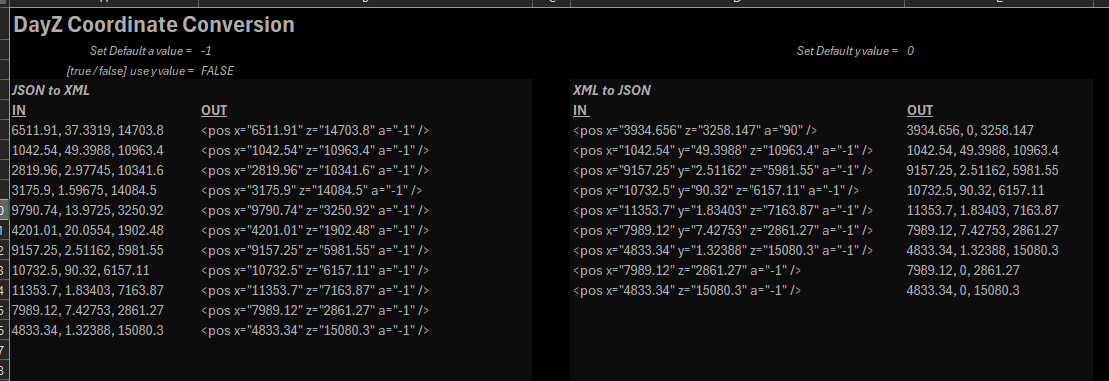 DayZ Coordinate Conversion
Set Default a value = -1
Set Default y value = 0
[true / false] use y value = FALSE
JSON to XML
IN OUT
6511.91, 37.3319, 14703.8 <pos x="6511.91" z="14703.8" a="-1" />
1042.54, 49.3988, 10963.4 <pos x="1042.54" z="10963.4" a="-1" />
2819.96, 2.97745, 10341.6 <pos x="2819.96" z="10341.6" a="-1" />
3175.9, 1.59675, 14084.5 <pos x="3175.9" z="14084.5" a="-1" />
9790.74, 13.9725, 3250.92 <pos x="9790.74" z="3250.92" a="-1" />
4201.01, 20.0554, 1902.48 <pos x="4201.01" z="1902.48" a="-1" />
9157.25, 2.51162, 5981.55 <pos x="9157.25" z="5981.55" a="-1" />
10732.5, 90.32, 6157.11 <pos x="10732.5" z="6157.11" a="-1" />
11353.7, 1.83403, 7163.87 <pos x="11353.7" z="7163.87" a="-1" />
7989.12, 7.42753, 2861.27 <pos x="7989.12" z="2861.27" a="-1" />
4833.34, 1.32388, 15080.3 <pos x="4833.34" z="15080.3" a="-1" />
XML to JSON
IN OUT
<pos x="3934.656" z="3258.147" a="90" /> 3934.656, 0, 3258.147
<pos x="1042.54" y="49.3988" z="10963.4" a="-1" /> 1042.54, 49.3988, 10963.4
<pos x="9157.25" y="2.51162" z="5981.55" a="-1" /> 9157.25, 2.51162, 5981.55
<pos x="10732.5" y="90.32" z="6157.11" a="-1" /> 10732.5, 90.32, 6157.11
<pos x="11353.7" y="1.83403" z="7163.87" a="-1" /> 11353.7, 1.83403, 7163.87
<pos x="7989.12" y="7.42753" z="2861.27" a="-1" /> 7989.12, 7.42753, 2861.27
<pos x="4833.34" y="1.32388" z="15080.3" a="-1" /> 4833.34, 1.32388, 15080.3
<pos x="7989.12" z="2861.27" a="-1" /> 7989.12, 0, 2861.27
<pos x="4833.34" z="15080.3" a="-1" /> 4833.34, 0, 15080.3